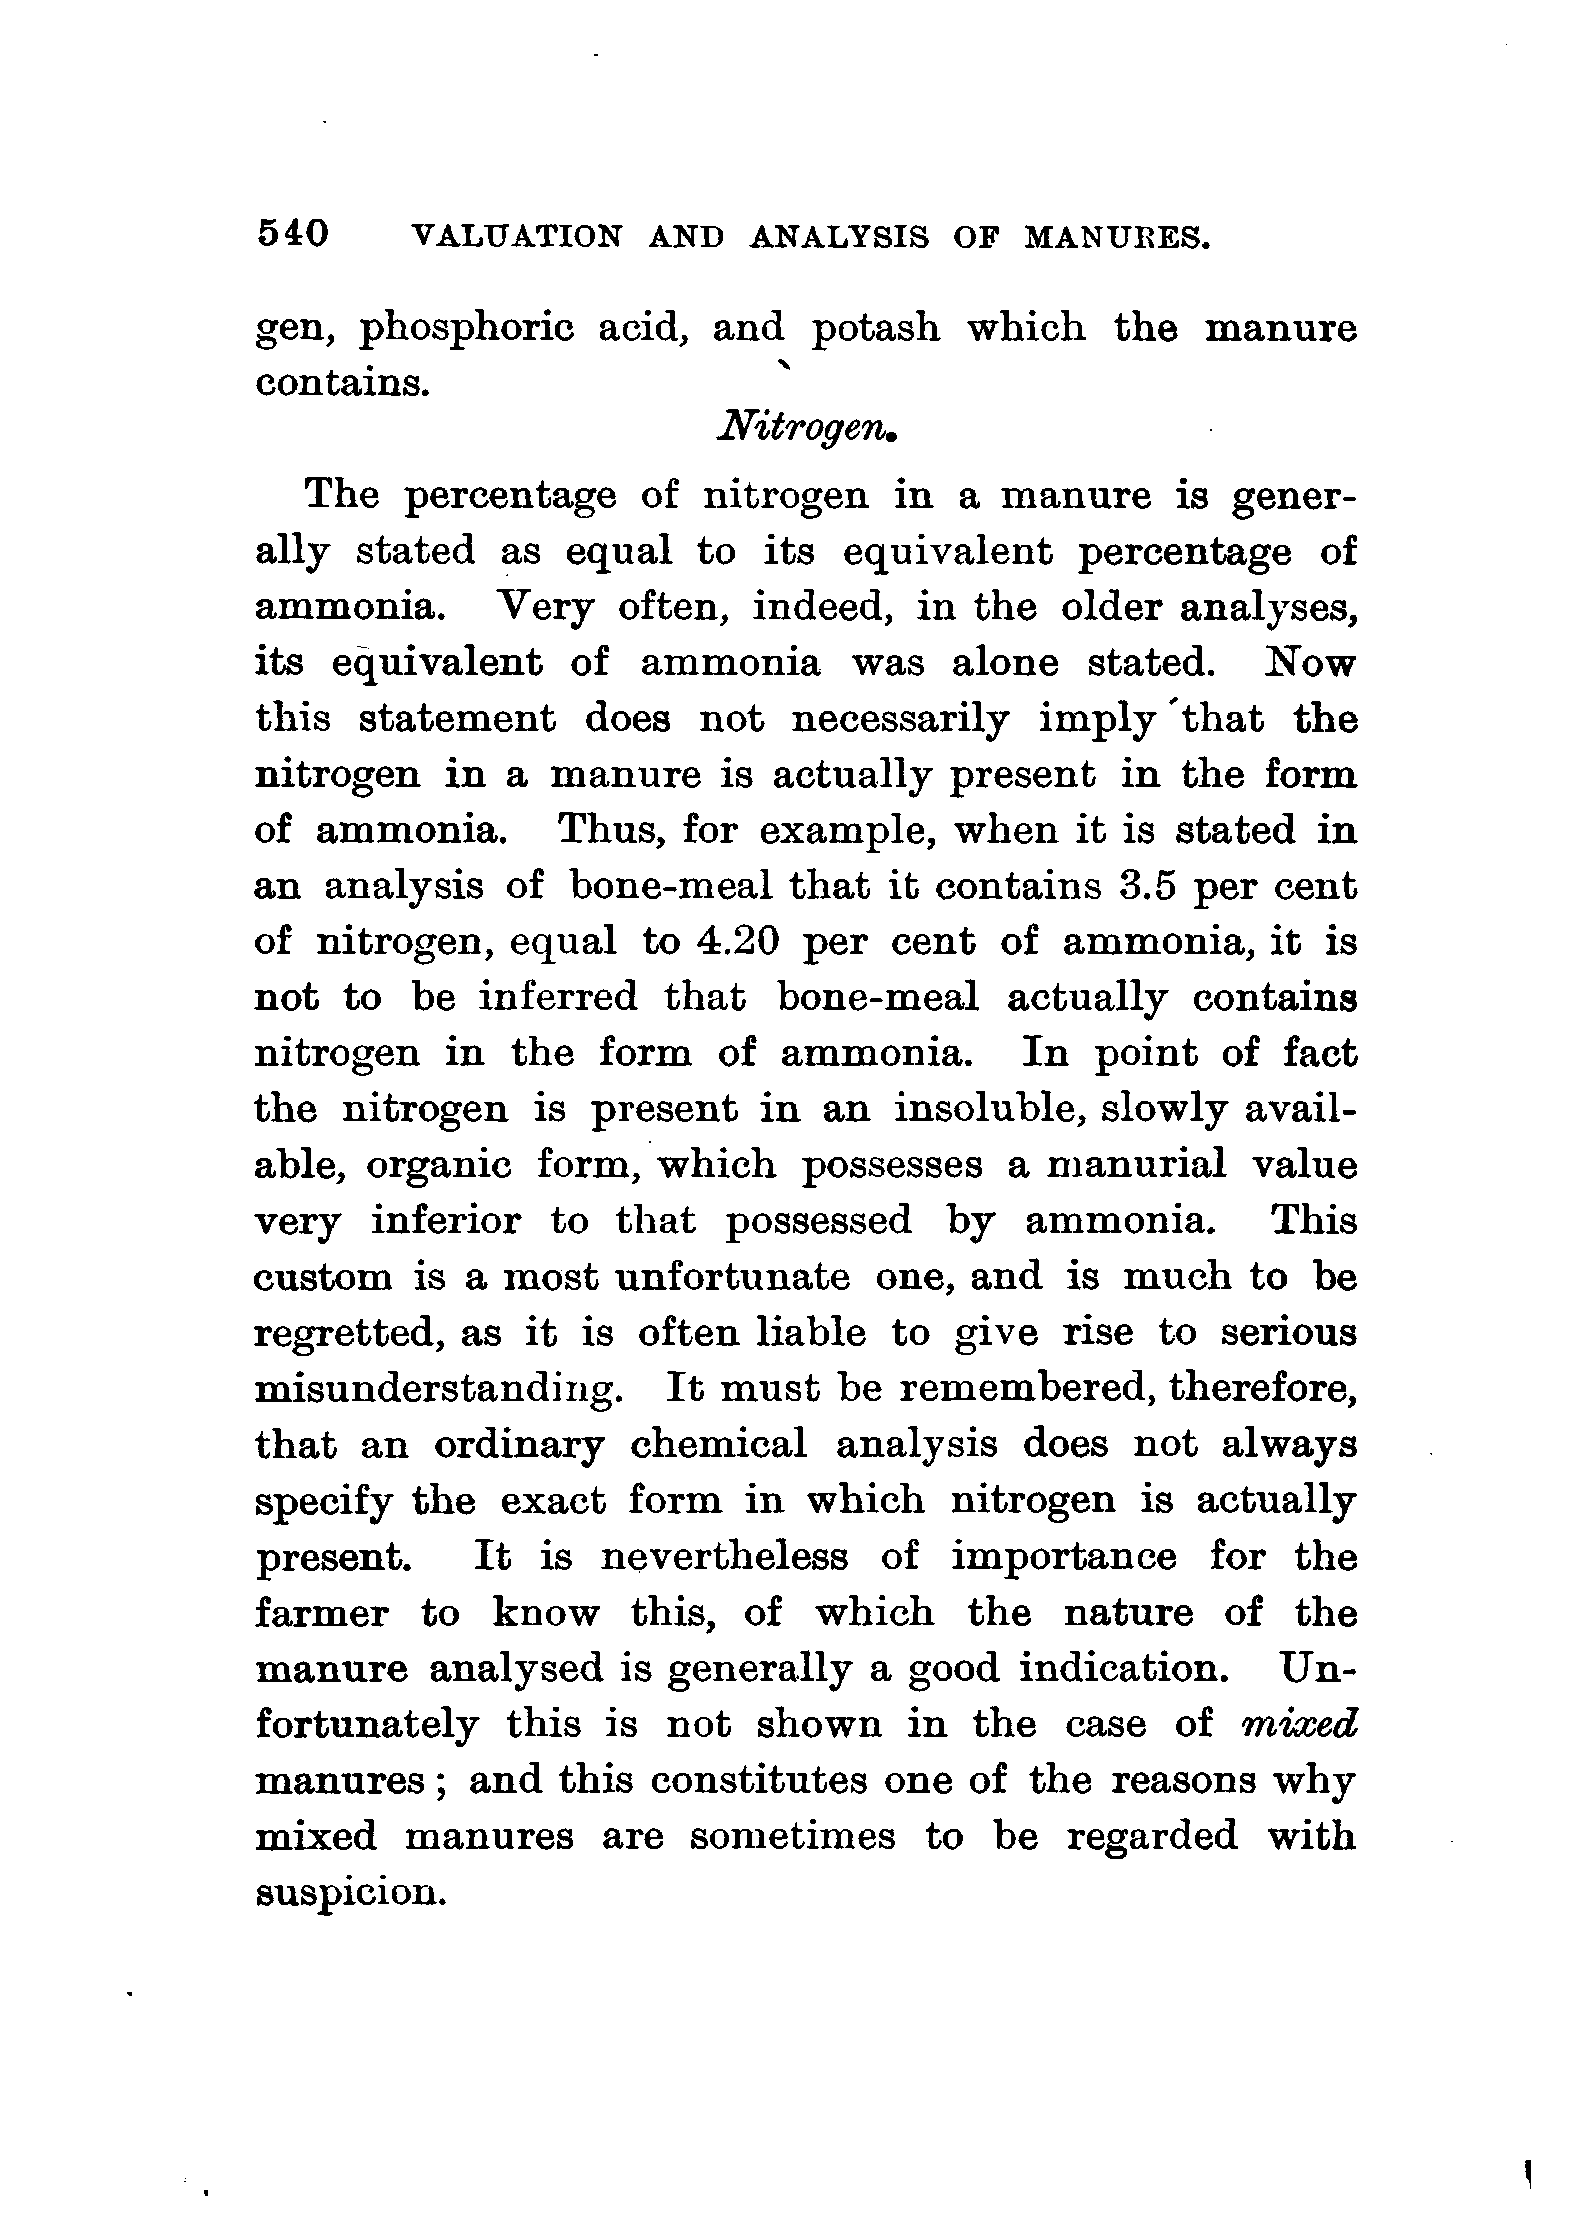 540 VALUATION AND ANALYSIS OF MANURES.
gen, phosphoric acid, and potash which the manure
contains.
Nitrogen.
The percentage of nitrogen in a manure is gener-
ally stated as equal to its equivalent percentage of
ammonia. Very often, indeed, in the older analyses,
its equivalent of ammonia was alone stated. Now
this statement does not necessarily imply that the
nitrogen in a manure is actually present in the form
of ammonia. Thus, for example, when it is stated in
an analysis of bone-meal that it contains 3.5 per cent
of nitrogen, equal to 4.20 per cent of ammonia, it is
not to be inferred that bone-meal actually contains
nitrogen in the form of ammonia. In point of fact
the nitrogen is present in an insoluble, slowly avail-
able, organic form, which possesses a manurial value
very inferior to that possessed by ammonia. This
custom is a most unfortunate one, and is much to be
regretted, as it is often liable to give rise to serious
misunderstanding. It must be remembered, therefore,
that an ordinary chemical analysis does not always
specify the exact form in which nitrogen is actually
present. It is nevertheless of importance for the
farmer to know this, of which the nature of the
manure analysed is generally a good indication. Un-
fortunately this is not shown in the case of mixed
manures ; and this constitutes one of the reasons why
mixed manures are sometimes to be regarded with
suspicion.